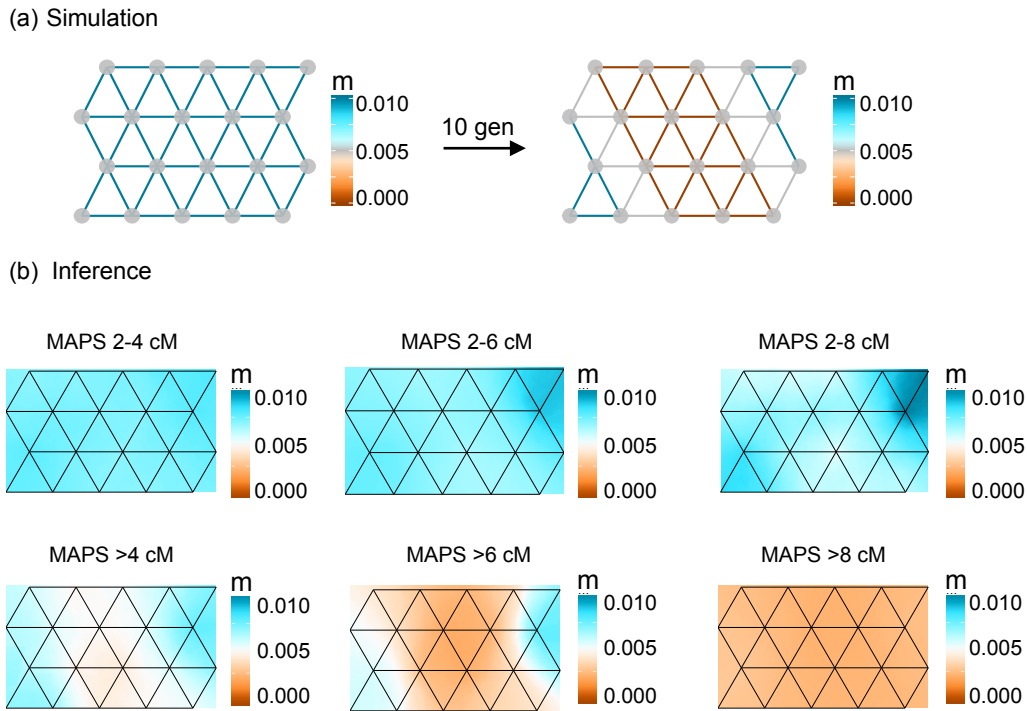 (a) Simulation
m
0.010
0.005
0.000
10 gen
m
0.010
0.005
0.000
(b) Inference
MAPS 2-4 cM
m
0.010
0.005
0.000
MAPS 2-6 cM
m
0.010
0.005
0.000
MAPS 2-8 cM
m
0.010
0.005
0.000
MAPS >4 cM
m
0.010
0.005
0.000
MAPS >6 cM
m
0.010
0.005
0.000
MAPS >8 cM
m
0.010
0.005
0.000